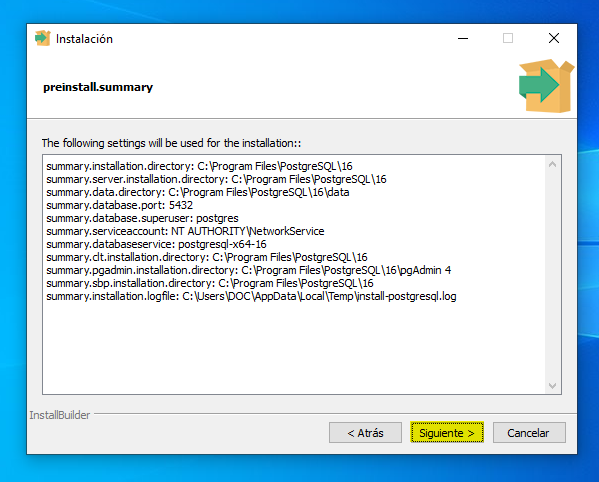 Instalación
preinstall.summary
The following settings will be used for the installation::
summary.installation.directory: C:\Program Files\PostgreSQL\16
summary.server.installation.directory: C:\Program Files\PostgreSQL\16
summary.data.directory: C:\Program Files\PostgreSQL\16\data
summary.database.port: 5432
summary.database.superuser: postgres
summary.serviceaccount: NT AUTHORITY\NetworkService
summary.databaseservice: postgresql-x64-16
summary.clt.installation.directory: C:\Program Files\PostgreSQL\16
summary.pgadmin.installation.directory: C:\Program Files\PostgreSQL\16\pgAdmin 4
summary.sbp.installation.directory: C:\Program Files\PostgreSQL\16
summary.installation.logfile: C:\Users\DOC\AppData\Local\Temp\install-postgresql.log
InstallBuilder
< Atrás Siguiente > Cancelar